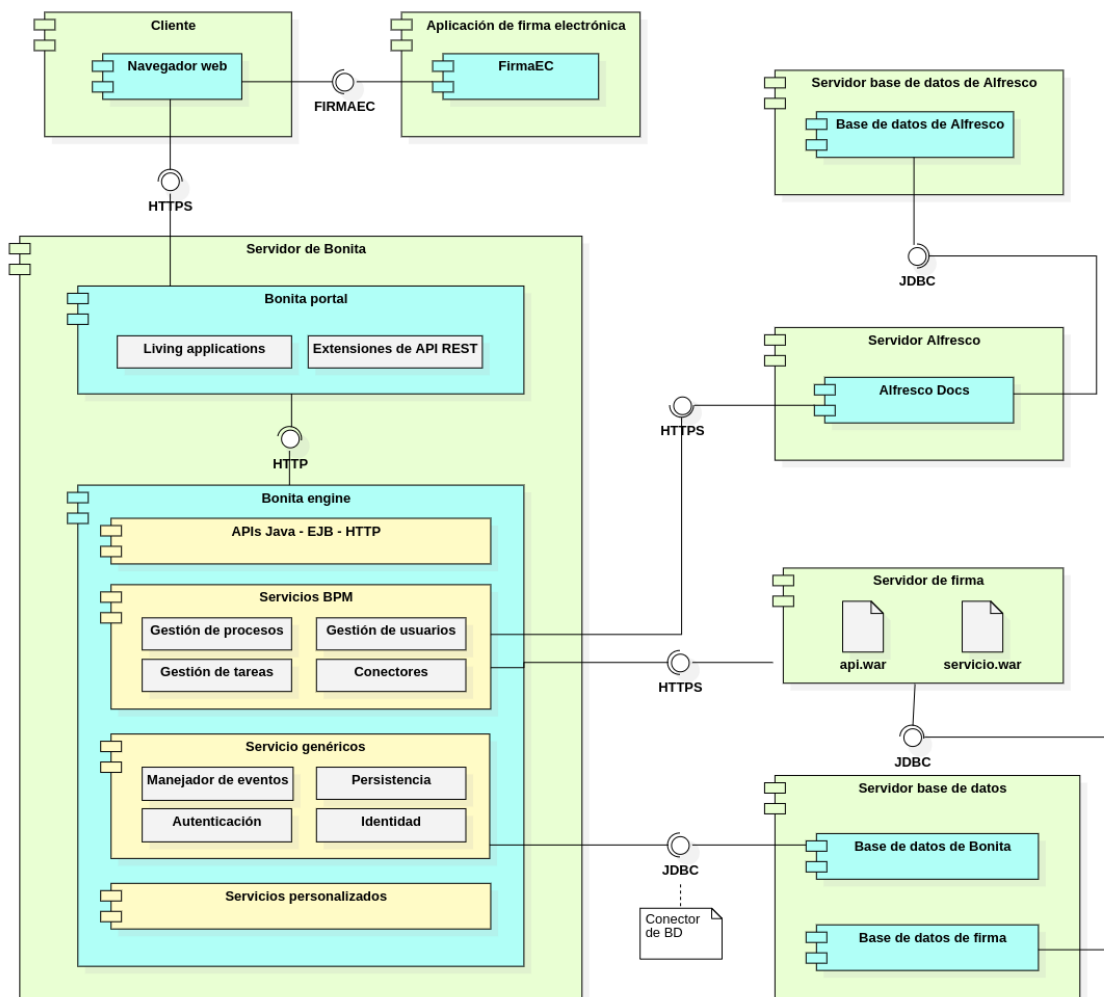 Cliente
Navegador web
FIRMAEC
Aplicación de firma electrónica
FirmaEC
HTTPS
Servidor de Bonita
Bonita portal
Living applications
Extensiones de API REST
HTTP
Bonita engine
APIs Java - EJB - HTTP
Servicios BPM
Gestión de procesos
Gestión de usuarios
Gestión de tareas
Conectores
Servicio genéricos
Manejador de eventos
Persistencia
Autenticación
Identidad
Servicios personalizados
Servidor base de datos de Alfresco
Base de datos de Alfresco
JDBC
Servidor Alfresco
Alfresco Docs
HTTPS
Servidor de firma
api.war
servicio.war
HTTPS
JDBC
Servidor base de datos
Base de datos de Bonita
JDBC
Conector
de BD
Base de datos de firma